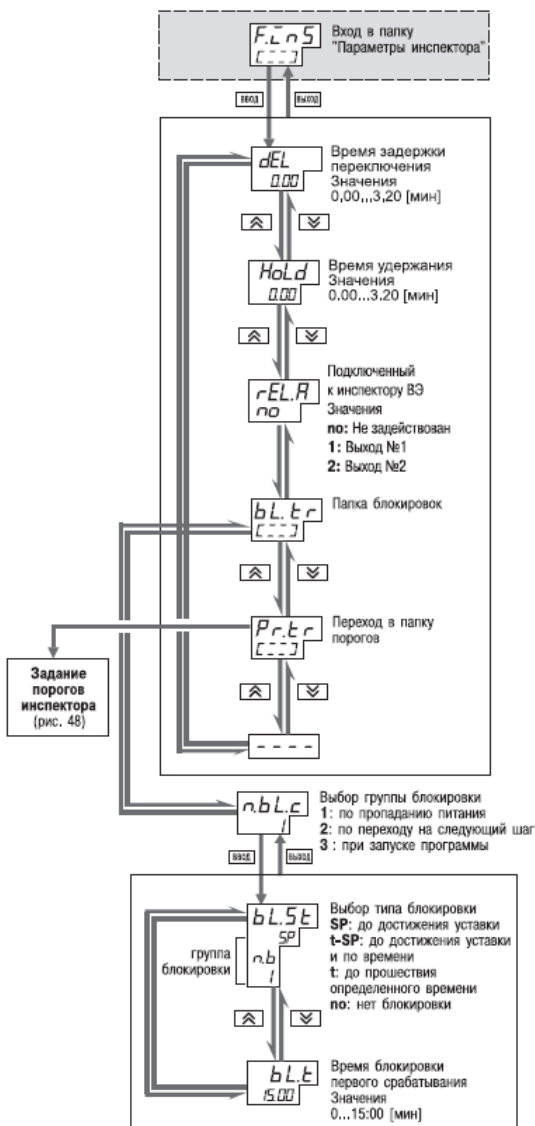 F.InS
[---]
Вход в папку
"Параметры инспектора"
ввод
выход
dEL
0.00
Время задержки
переключения
Значения
0,00,,,3,20 [мин]
HoLd
0.00
Время удержания
Значения
0.00...3.20 [мин]
rEL.A
no
Подключенный
к инспектору ВЭ
Значения
no: Не задействован
1: Выход №1
2: Выход №2
bL.tr
[---]
Папка блокировок
Pr.tr
[---]
Переход в папку
порогов
Задание
порогов
инспектора
(рис. 48)
- - - -
n.bL.c
1
Выбор группы блокировки
1: по пропаданию питания
2: по переходу на следующий шаг
3 : при запуске программы
ввод
выход
bL.St
SP
n.b
1
группа
блокировки
Выбор типа блокировки
SP: до достижения уставки
t-SP: до достижения уставки
и по времени
t: до прошествия
определенного времени
no: нет блокировки
bL.t
15.00
Время блокировки
первого срабатывания
Значения
0...15:00 [мин]